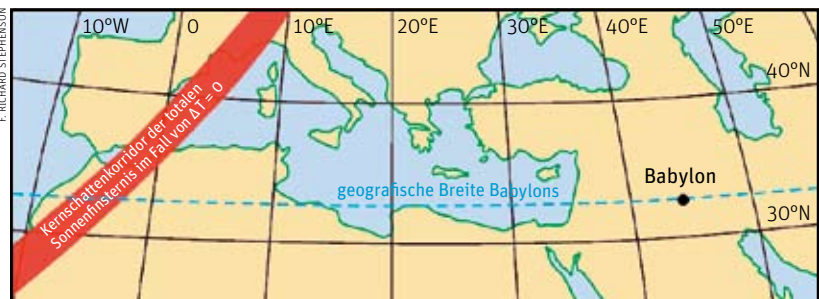 F. RICHARD STEPHENSON
10°W
0
10°E
20°E
30°E
40°E
50°E
40°N
Kernschattenkorridor der totalen
Sonnenfinsternis im Fall von ΔT = 0
Babylon
geografische Breite Babylons
30°N